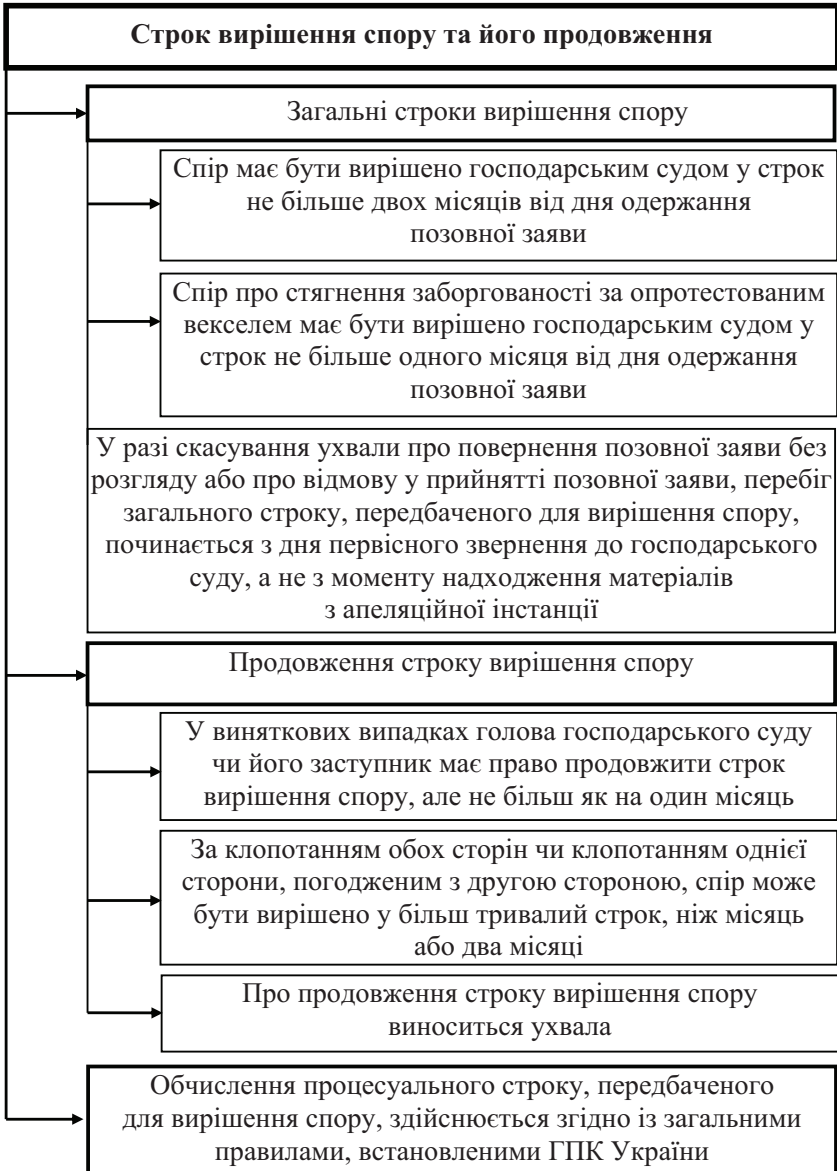 Строк вирішення спору та його продовження
Загальні строки вирішення спору
Спір має бути вирішено господарським судом у строк
не більше двох місяців від дня одержання
позовної заяви
Спір про стягнення заборгованості за опротестованим
векселем має бути вирішено господарським судом у
строк не більше одного місяця від дня одержання
позовної заяви
У разі скасування ухвали про повернення позовної заяви без
розгляду або про відмову у прийнятті позовної заяви, перебіг
загального строку, передбаченого для вирішення спору,
починається з дня первісного звернення до господарського
суду, а не з моменту надходження матеріалів
з апеляційної інстанції
Продовження строку вирішення спору
У виняткових випадках голова господарського суду
чи його заступник має право продовжити строк
вирішення спору, але не більш як на один місяць
За клопотанням обох сторін чи клопотанням однієї
сторони, погодженим з другою стороною, спір може
бути вирішено у більш тривалий строк, ніж місяць
або два місяці
Про продовження строку вирішення спору
виноситься ухвала
Обчислення процесуального строку, передбаченого
для вирішення спору, здійснюється згідно із загальними
правилами, встановленими ГПК України